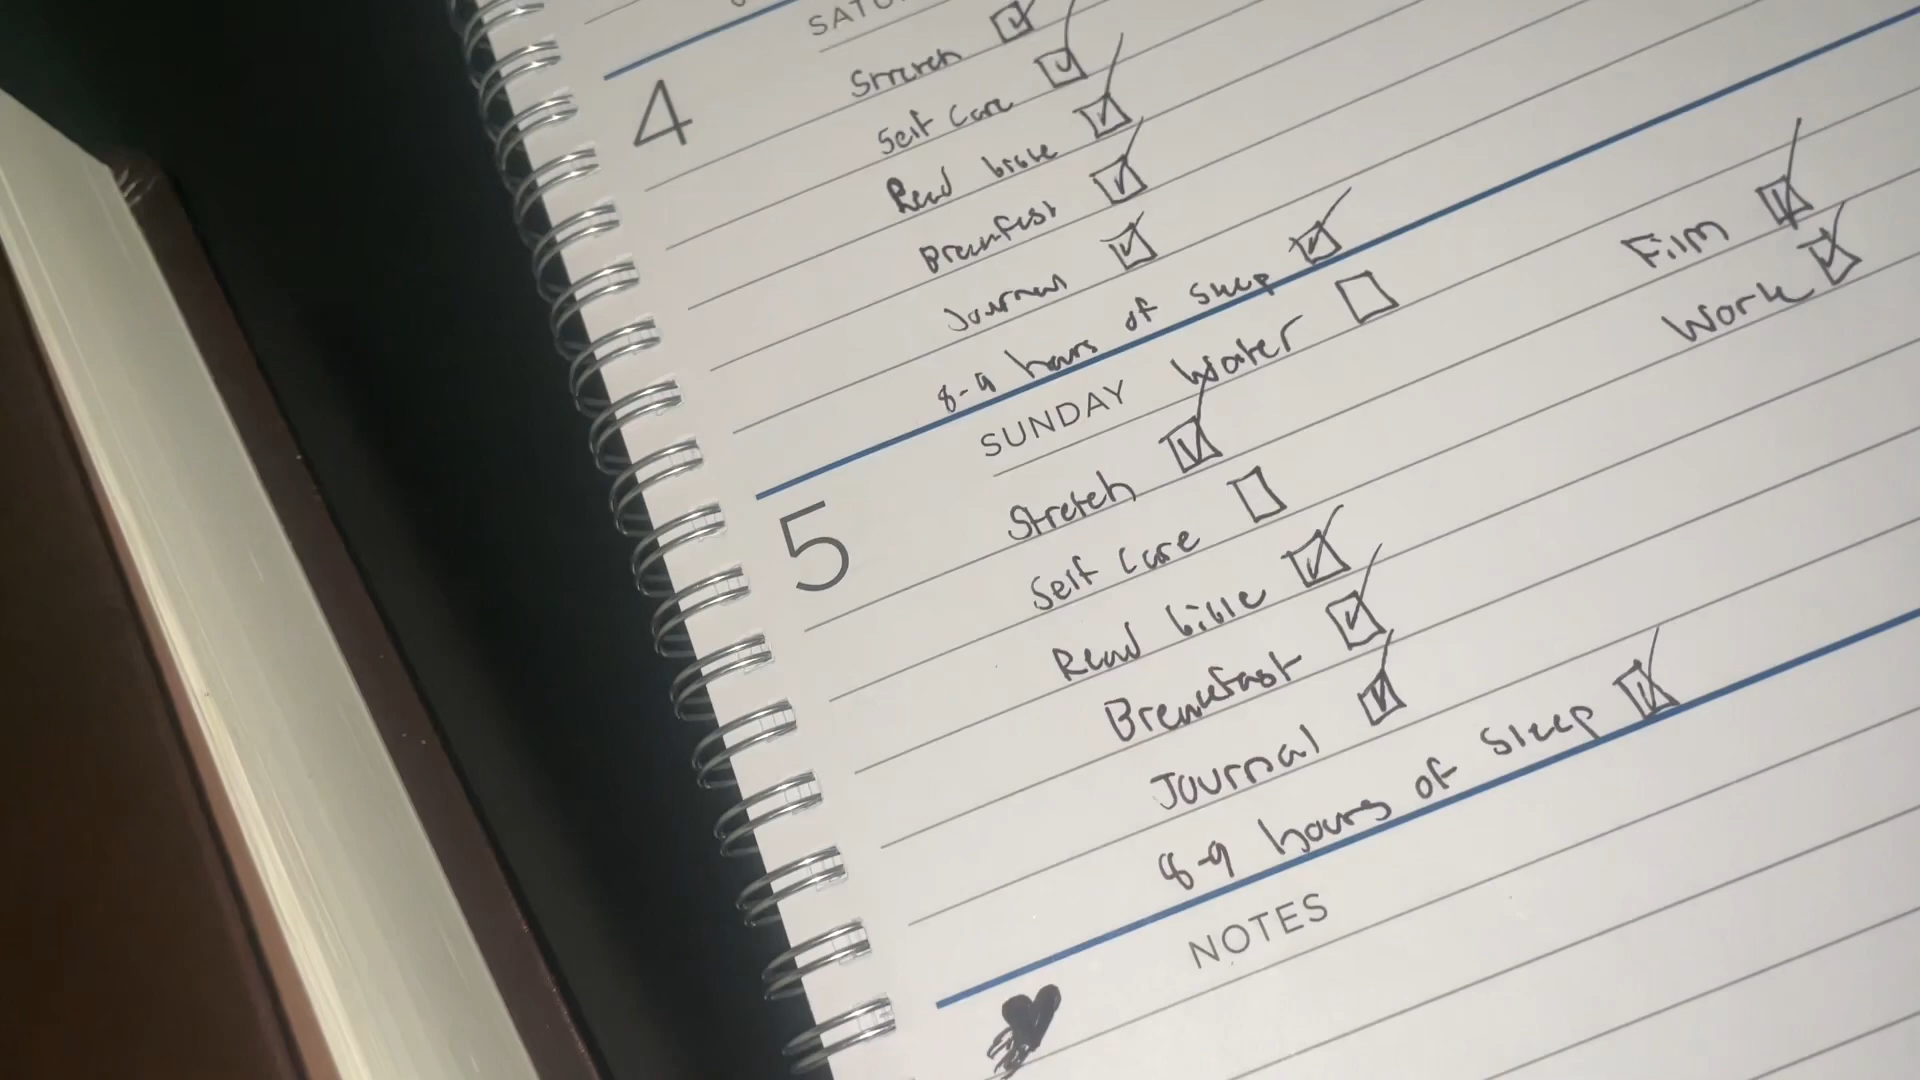 4
Stretch
Self Care
Read bible
Breakfast
Journal
8-9 hours of sleep
SUNDAY Water
5
Stretch
Self Care
Read bible
Breakfast
Journal
8-9 hours of sleep
Film
Work
NOTES